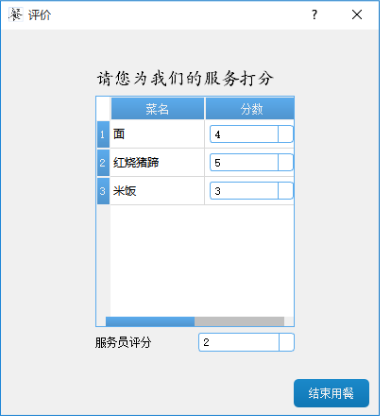 评价
请您为我们的服务打分
菜名 分数
1 面 4
2 红烧猪蹄 5
3 米饭 3
服务员评分 2
结束用餐